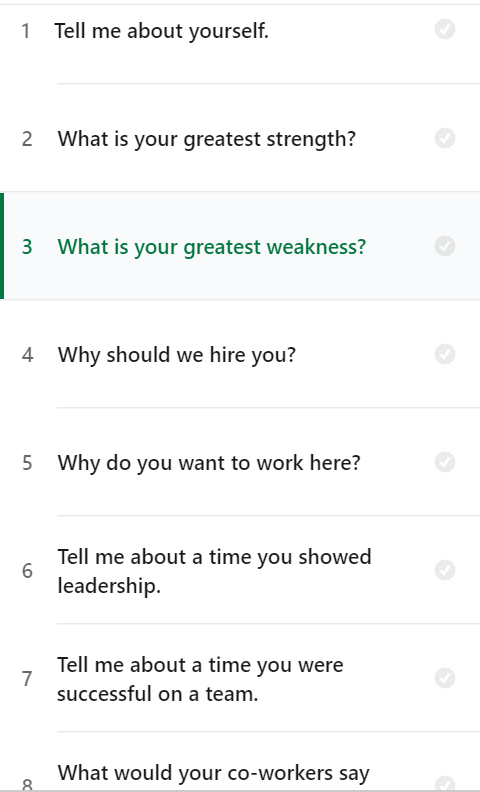 1 Tell me about yourself.
2 What is your greatest strength?
3 What is your greatest weakness?
4 Why should we hire you?
5 Why do you want to work here?
6 Tell me about a time you showed
leadership.
7 Tell me about a time you were
successful on a team.
8 What would your co-workers say